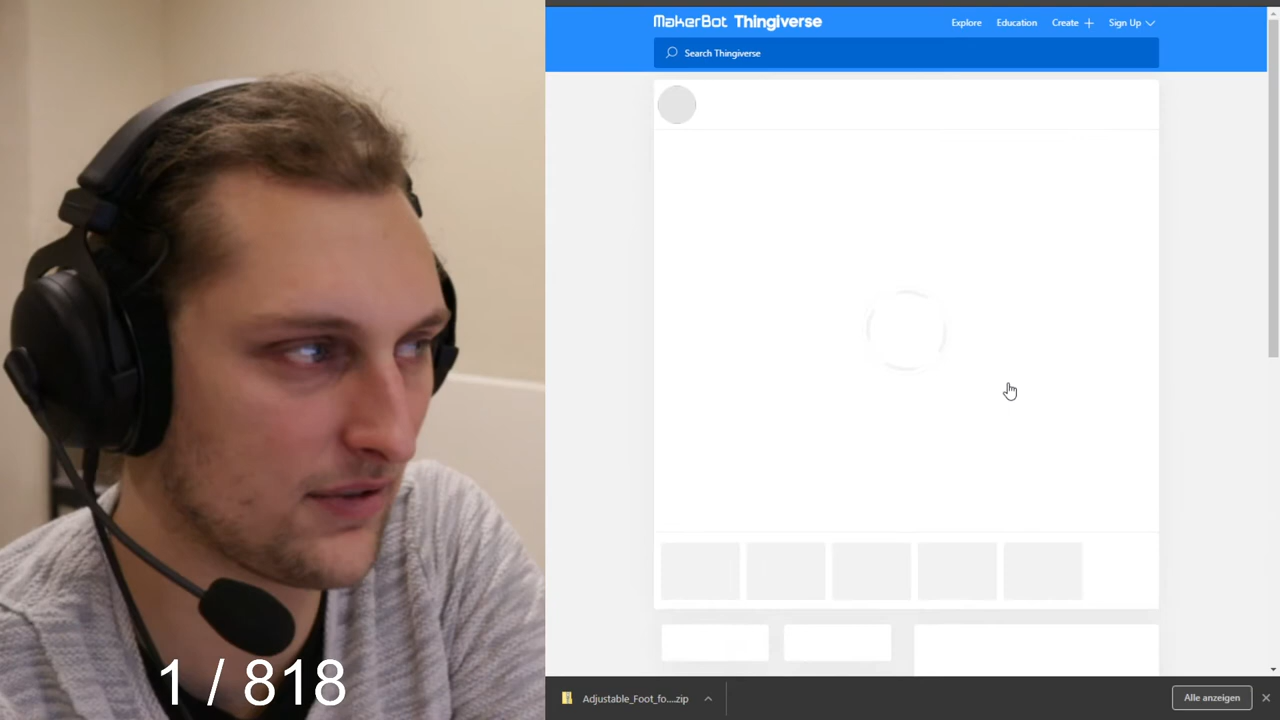 MakerBot Thingiverse
Explore
Education
Create
Sign Up
Search Thingiverse
1 / 818
Adjustable_Foot_fo....zip
Alle anzeigen